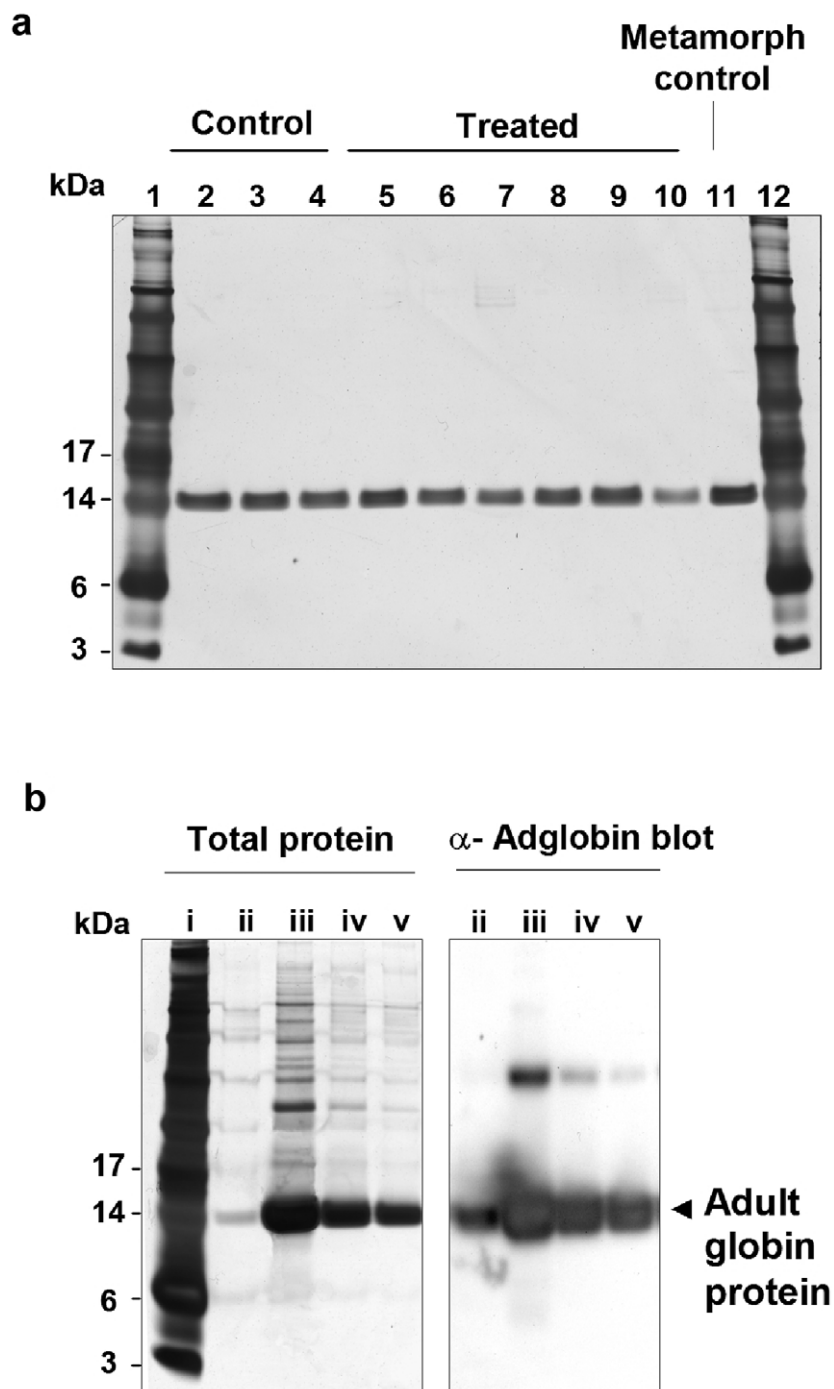 a
Metamorph
control
Control Treated
kDa 1 2 3 4 5 6 7 8 9 10 11 12
17
14
6
3
b
Total protein α- Adglobin blot
kDa i ii iii iv v ii iii iv v
17
14
6
3
Adult
globin
protein